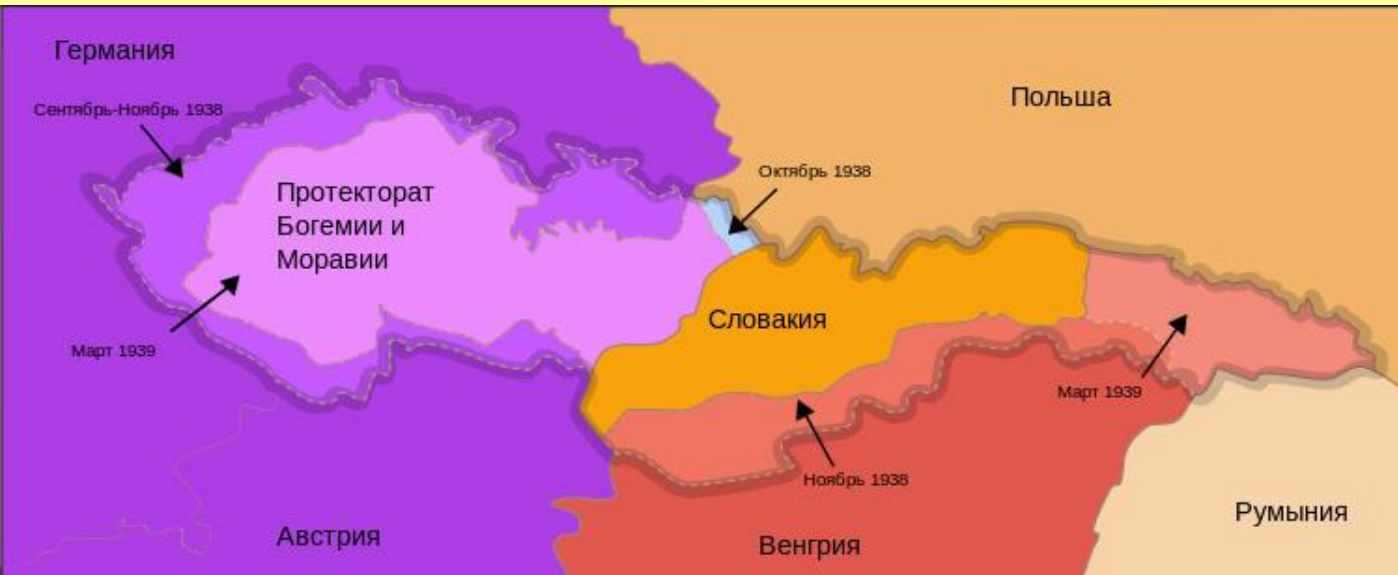 Германия
Сентябрь-Ноябрь 1938
Польша
Октябрь 1938
Протекторат
Богемии и
Моравии
Словакия
Март 1939
Март 1939
Ноябрь 1938
Румыния
Австрия
Венгрия